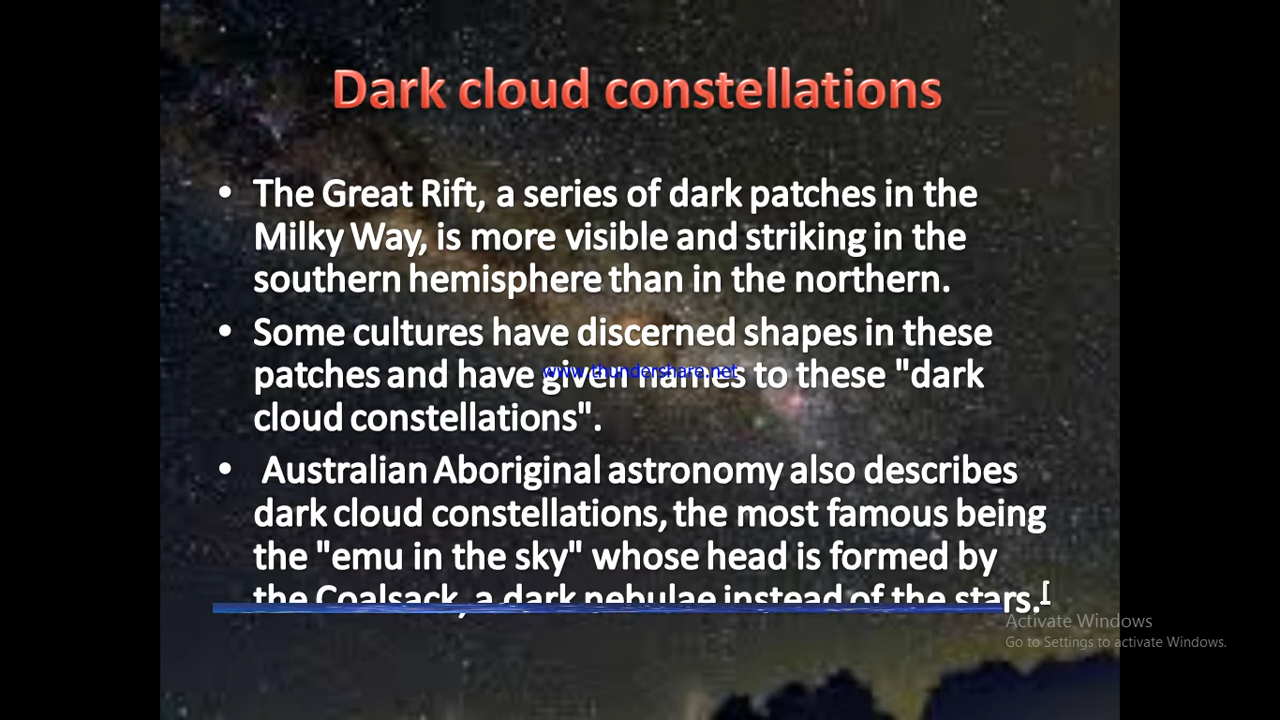 Dark cloud constellations
• The Great Rift, a series of dark patches in the
Milky Way, is more visible and striking in the
southern hemisphere than in the northern.
• Some cultures have discerned shapes in these
patches and have given names to these "dark
cloud constellations".
www.thundershare.net
• Australian Aboriginal astronomy also describes
dark cloud constellations, the most famous being
the "emu in the sky" whose head is formed by
the Coalsack, a dark nebulae instead of the stars.[
Activate Windows
Go to Settings to activate Windows.